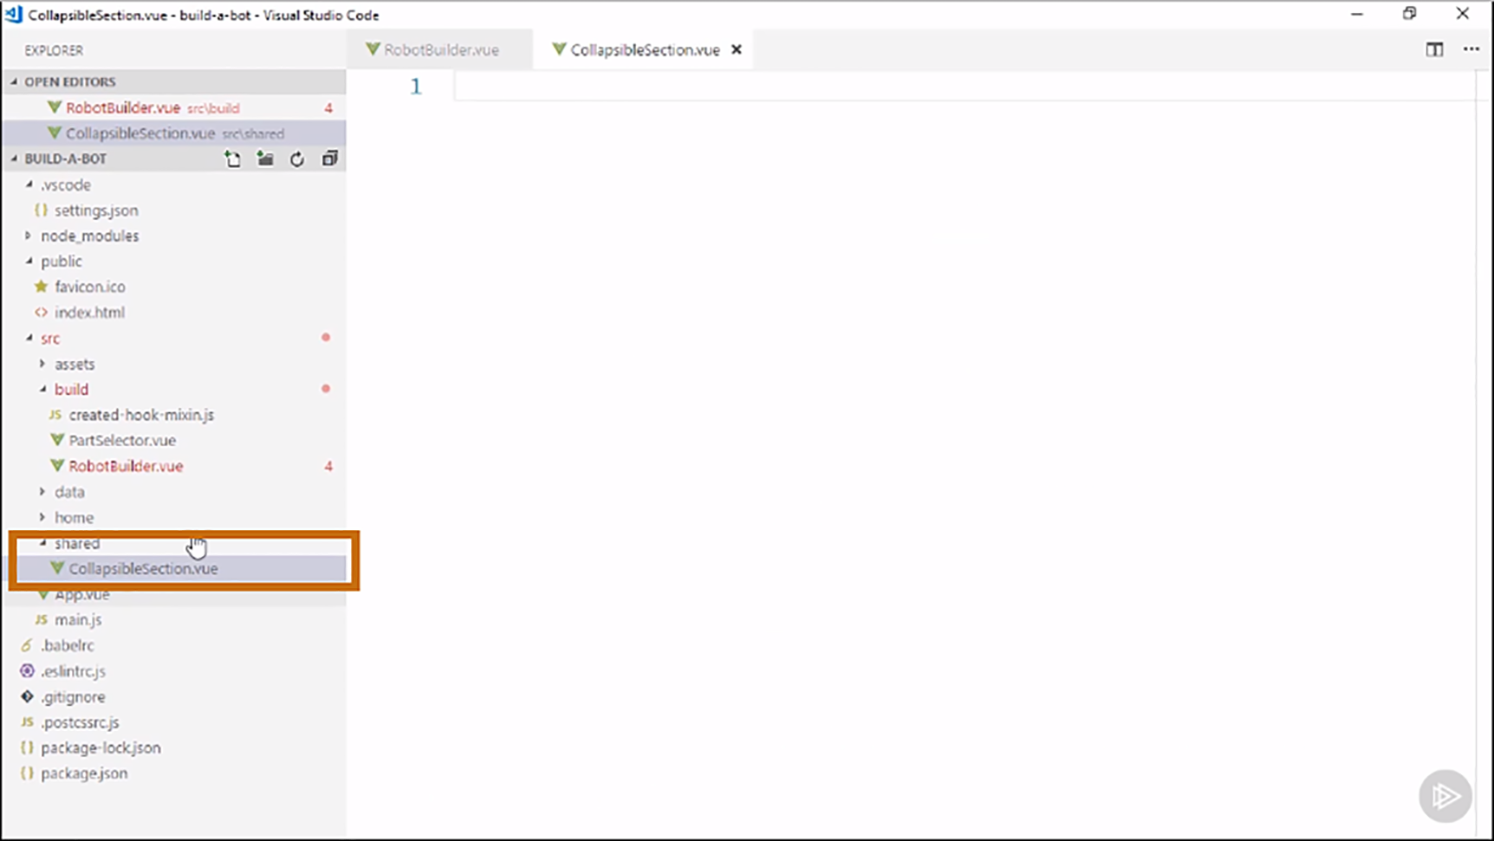 CollapsibleSection.vue - build-a-bot - Visual Studio Code
EXPLORER
RobotBuilder.vue
CollapsibleSection.vue
OPEN EDITORS
1
RobotBuilder.vue src\build 4
CollapsibleSection.vue src\shared
BUILD-A-BOT
.vscode
{} settings.json
node_modules
public
favicon.ico
<> index.html
src
assets
build
JS created-hook-mixin.js
PartSelector.vue
RobotBuilder.vue 4
data
home
shared
CollapsibleSection.vue
App.vue
JS main.js
.babelrc
.eslintrc.js
.gitignore
JS .postcssrc.js
{} package-lock.json
{} package.json